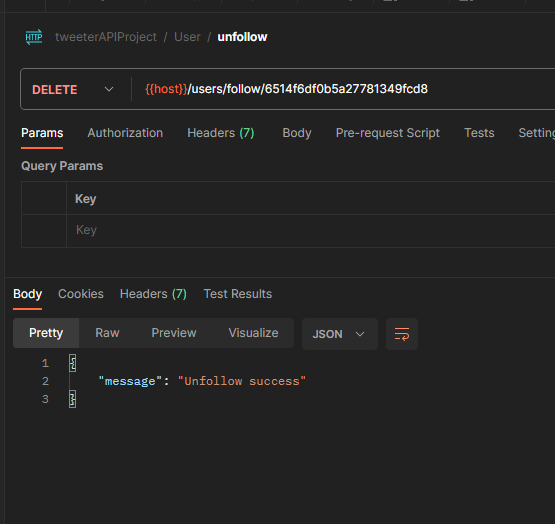 HTTP tweeterAPIProject / User / unfollow
DELETE {{host}}/users/follow/6514f6df0b5a27781349fcd8
Params Authorization Headers (7) Body Pre-request Script Tests Setting
Query Params
Key
Key
Body Cookies Headers (7) Test Results
Pretty Raw Preview Visualize JSON
1 {
2 "message": "Unfollow success"
3 }